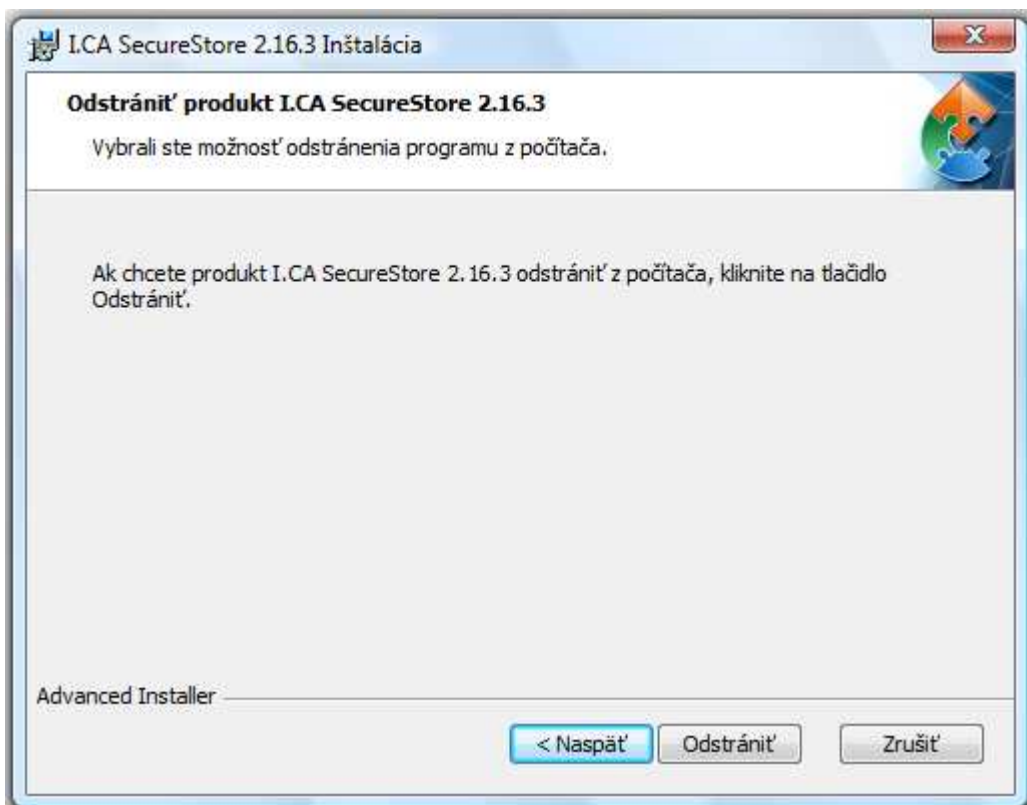 I.CA SecureStore 2.16.3 Inštalácia
Odstrániť produkt I.CA SecureStore 2.16.3
Vybrali ste možnosť odstránenia programu z počítača.
Ak chcete produkt I.CA SecureStore 2.16.3 odstrániť z počítača, kliknite na tlačidlo
Odstrániť.
Advanced Installer
< Naspäť Odstrániť Zrušiť